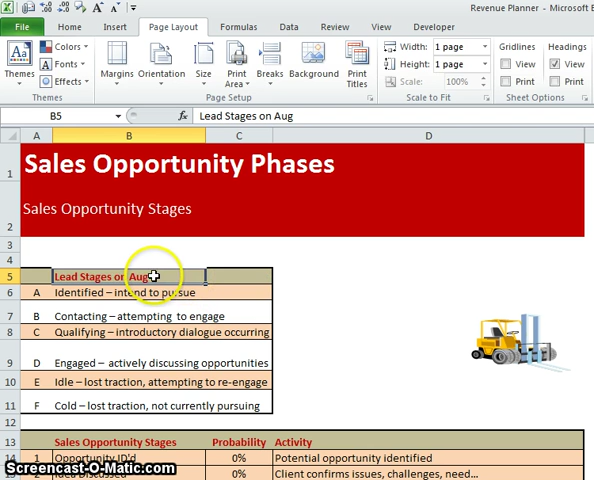 Revenue Planner - Microsoft E
File Home Insert Page Layout Formulas Data Review View Developer
Themes Colors Fonts Effects
Margins Orientation Size Print Area Breaks Background Print Titles
Width: 1 page
Height: 1 page
Scale: 100%
Gridlines Headings
View View
Print Print
Themes Page Setup Scale to Fit Sheet Options
B5 fx Lead Stages on Aug
A B C D
1 Sales Opportunity Phases
2 Sales Opportunity Stages
3
4
5 Lead Stages on Aug
6 A Identified – intend to pursue
7 B Contacting – attempting to engage
8 C Qualifying – introductory dialogue occurring
9 D Engaged – actively discussing opportunities
10 E Idle – lost traction, attempting to re-engage
11 F Cold – lost traction, not currently pursuing
12
13 Sales Opportunity Stages Probability Activity
14 1 Opportunity ID'd 0% Potential opportunity identified
2 Idea Discussed 0% Client confirms issues, challenges, need...
Screencast-O-Matic.com